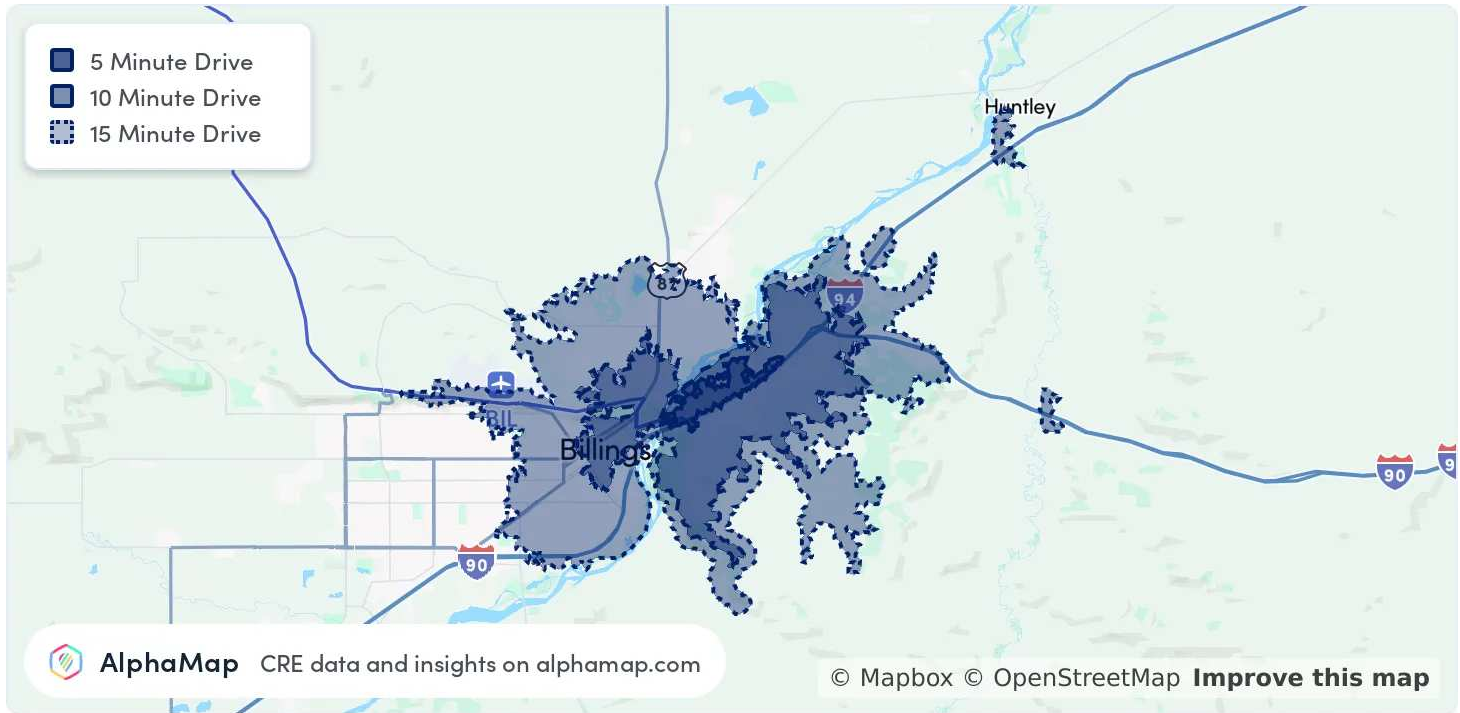 5 Minute Drive
10 Minute Drive
15 Minute Drive
Huntley
87
94
BIL
Billings
90
90
9
AlphaMap CRE data and insights on alphamap.com
© Mapbox © OpenStreetMap Improve this map